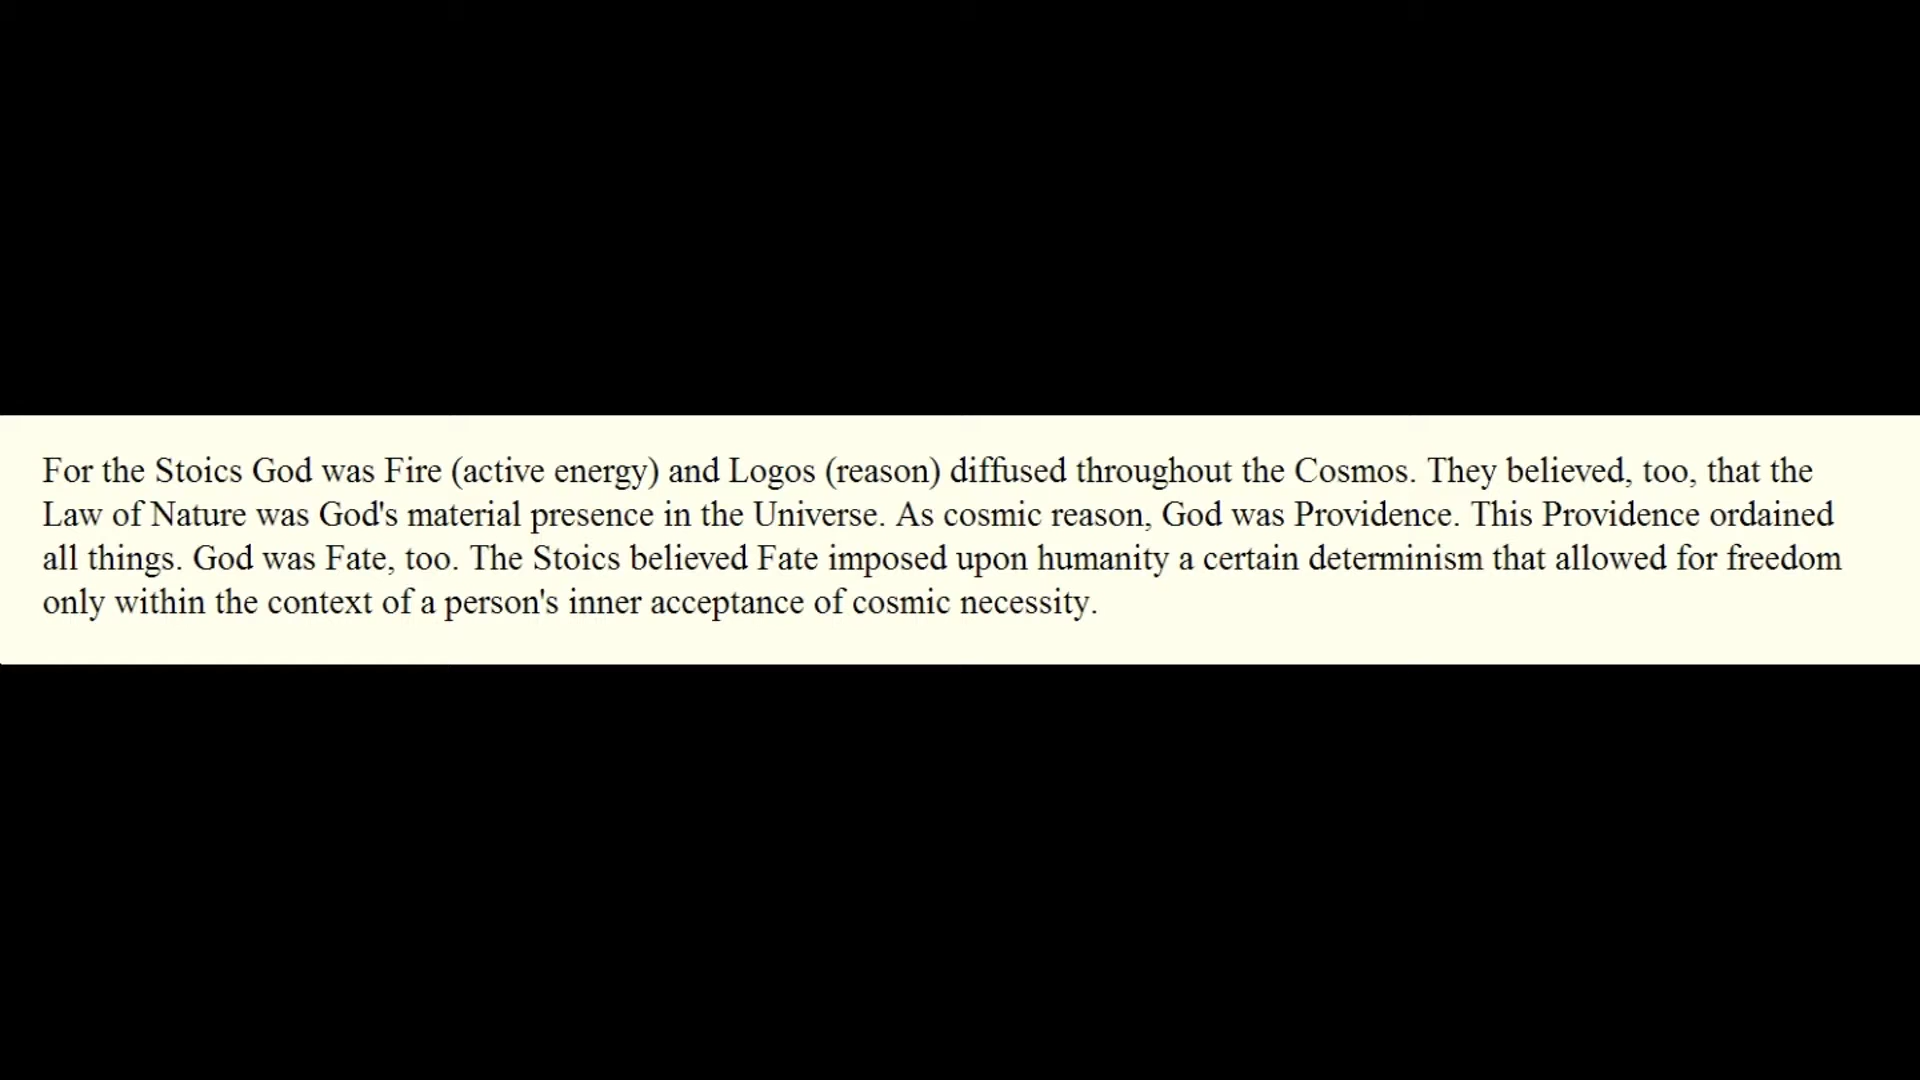 For the Stoics God was Fire (active energy) and Logos (reason) diffused throughout the Cosmos. They believed, too, that the
Law of Nature was God's material presence in the Universe. As cosmic reason, God was Providence. This Providence ordained
all things. God was Fate, too. The Stoics believed Fate imposed upon humanity a certain determinism that allowed for freedom
only within the context of a person's inner acceptance of cosmic necessity.